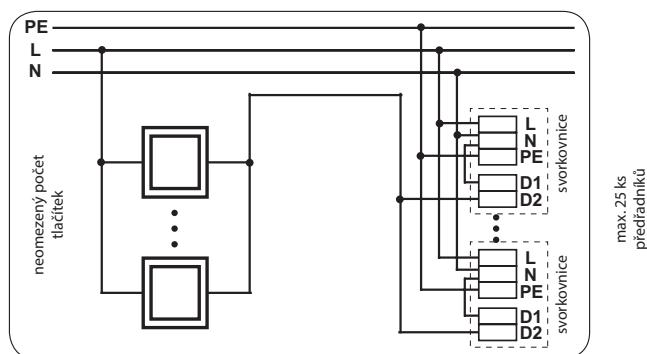 PE
L
N
neomezený počet
tlačítek
L
N
PE
D1
D2
svorkovnice
L
N
PE
D1
D2
svorkovnice
max. 25 ks
předřadníků